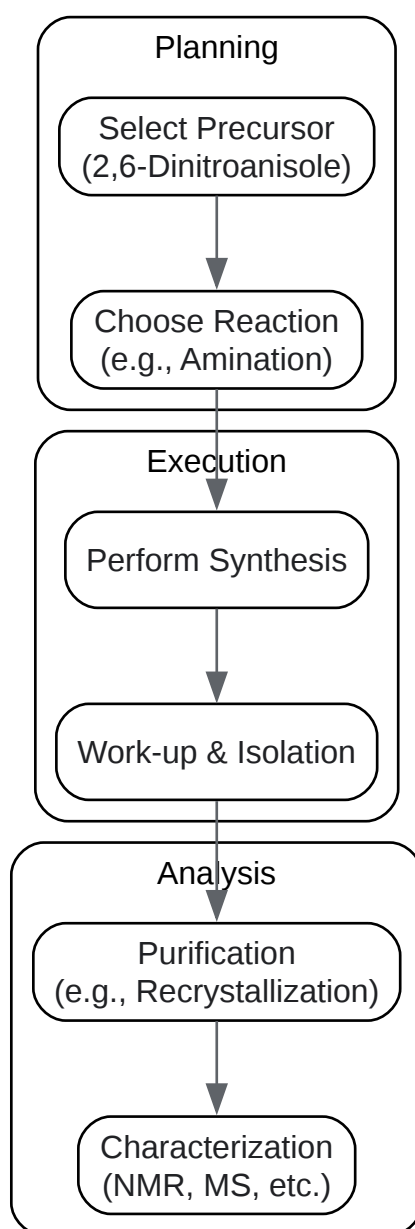 Planning
Select Precursor
(2,6-Dinitroanisole)
Choose Reaction
(e.g., Amination)
Execution
Perform Synthesis
Work-up & Isolation
Analysis
Purification
(e.g., Recrystallization)
Characterization
(NMR, MS, etc.)